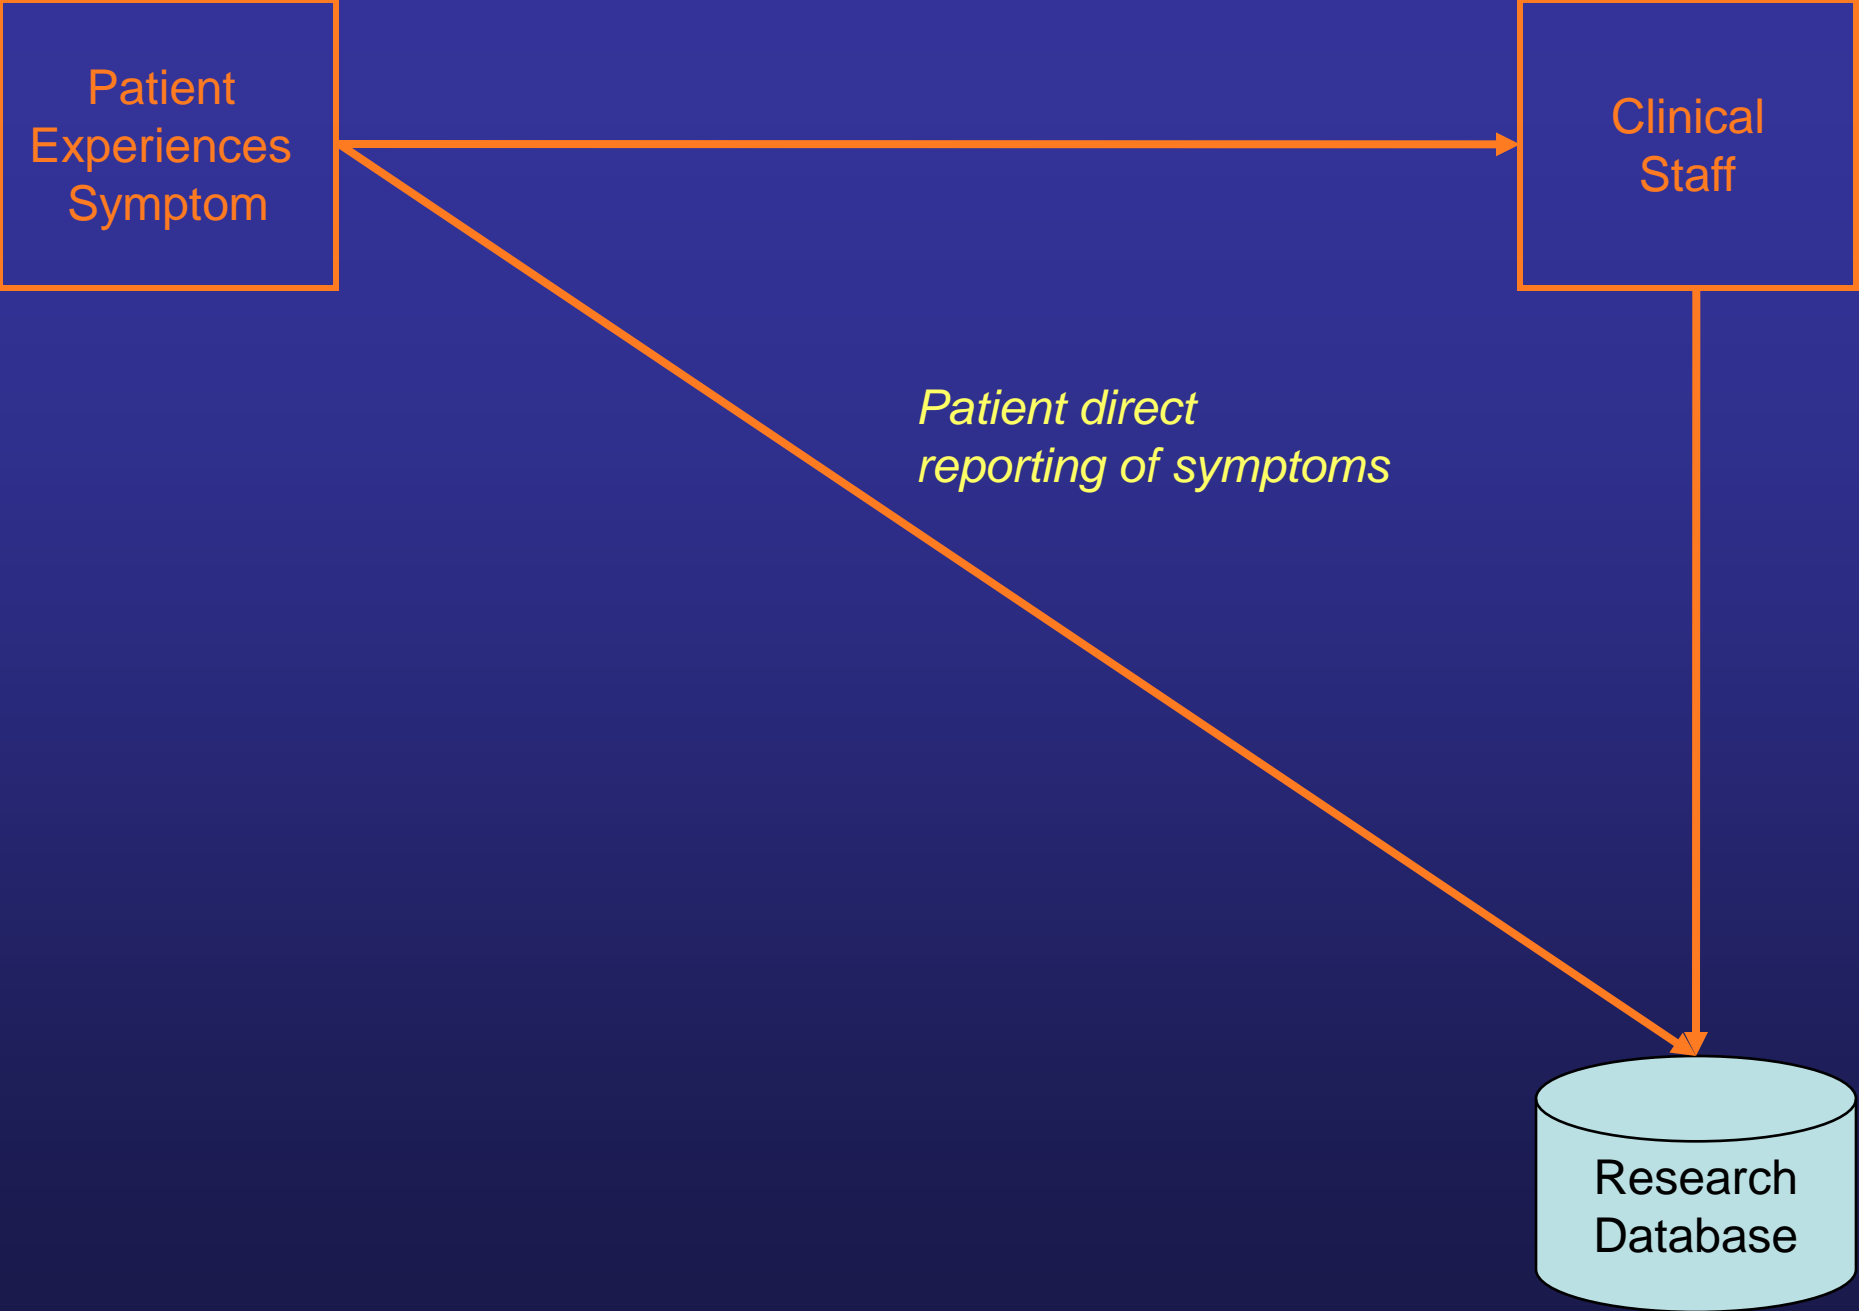 Patient
Experiences
Symptom
Clinical
Staff
Patient direct
reporting of symptoms
Research
Database